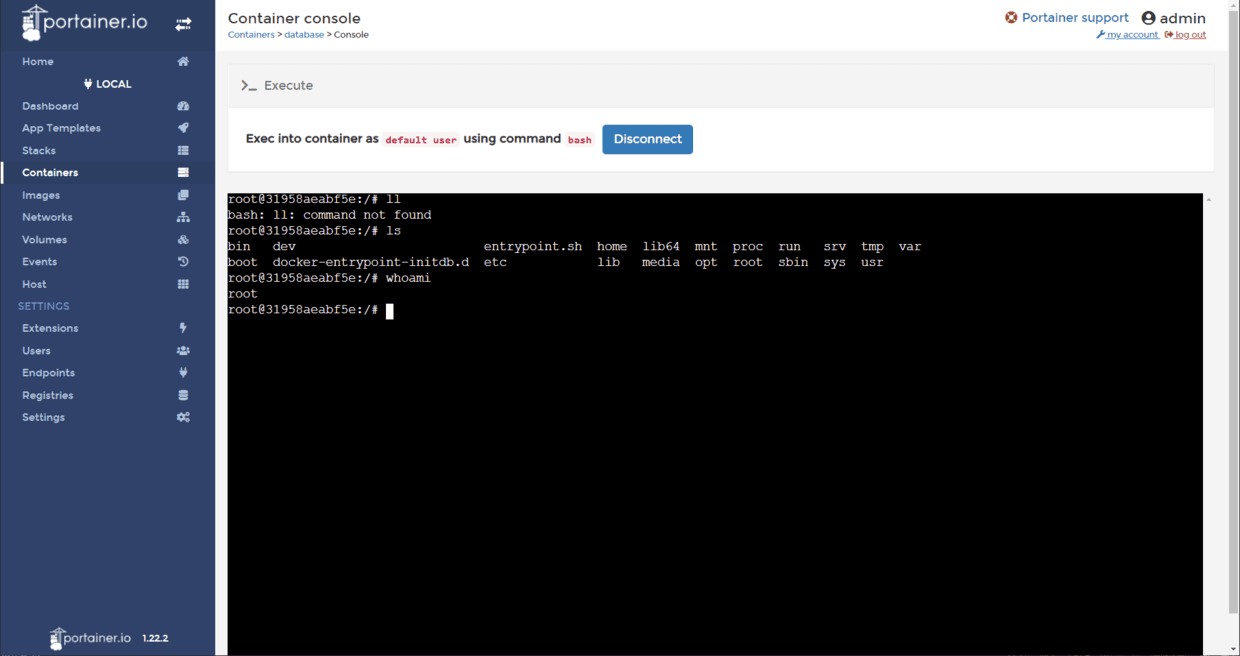 portainer.io
Home
LOCAL
Dashboard
App Templates
Stacks
Containers
Images
Networks
Volumes
Events
Host
SETTINGS
Extensions
Users
Endpoints
Registries
Settings
portainer.io 1.22.2
Container console
Containers > database > Console
Portainer support admin
my account log out
>_ Execute
Exec into container as default user using command bash Disconnect
root@31958aeabf5e:/# ll
bash: ll: command not found
root@31958aeabf5e:/# ls
bin dev entrypoint.sh home lib64 mnt proc run srv tmp var
boot docker-entrypoint-initdb.d etc lib media opt root sbin sys usr
root@31958aeabf5e:/# whoami
root
root@31958aeabf5e:/#